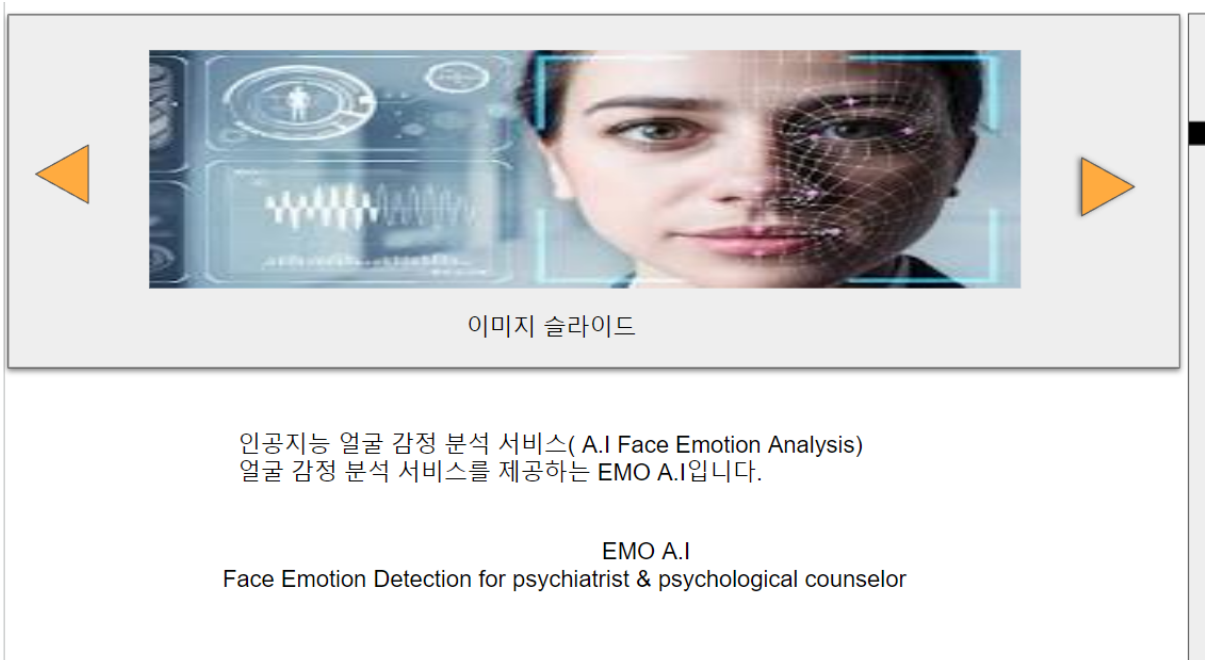 이미지 슬라이드
인공지능 얼굴 감정 분석 서비스( A.I Face Emotion Analysis)
얼굴 감정 분석 서비스를 제공하는 EMO A.I입니다.
EMO A.I
Face Emotion Detection for psychiatrist & psychological counselor